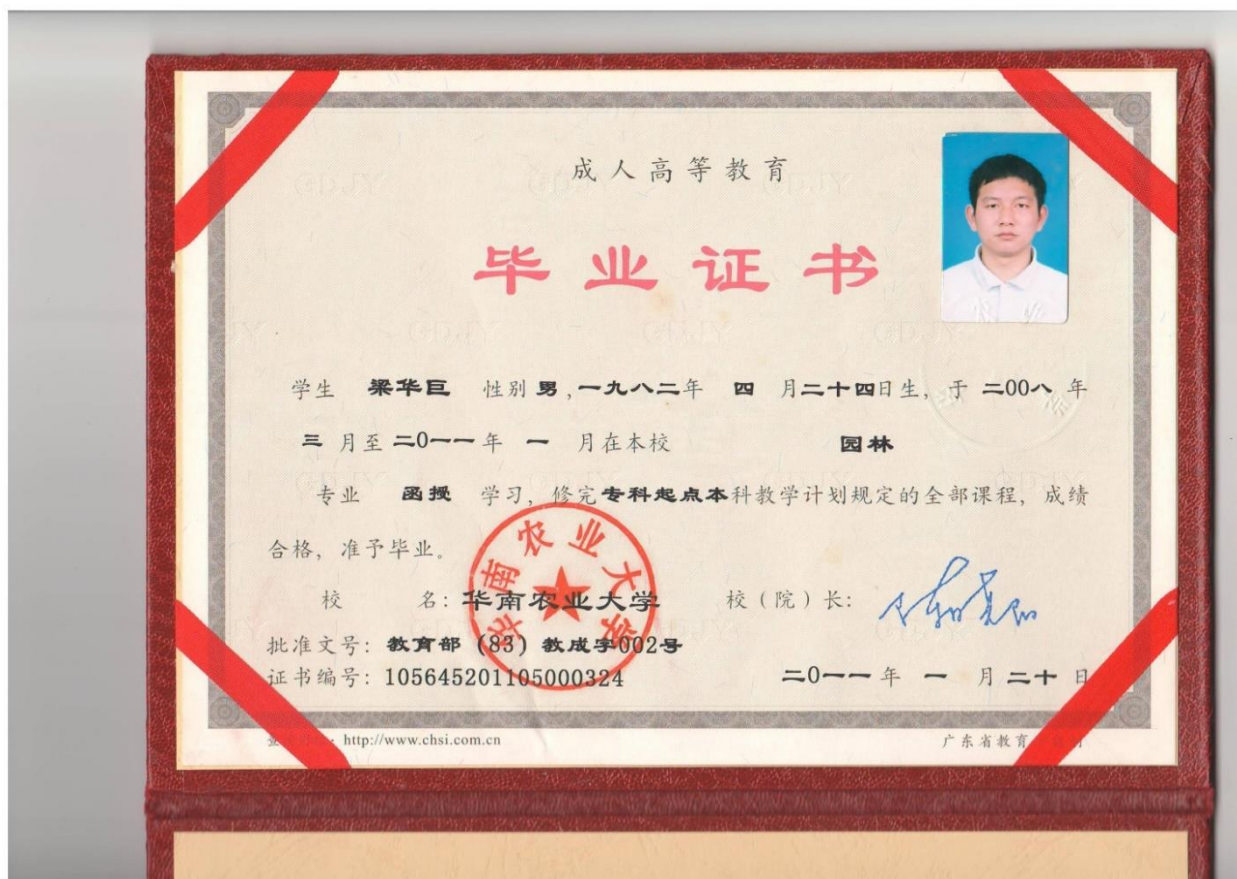 成人高等教育
毕业证书
学生 梁华巨 性别 男,一九八二年 四 月二十四日生,于 二00八 年
三 月至 二0一一年 一 月在本校 园林
专业 函授 学习,修完专科起点本科教学计划规定的全部课程,成绩
合格,准予毕业。
校 名:华南农业大学 校(院)长:
华南农业大学
批准文号:教育部(83)教成字002号
证书编号:105645201105000324 二0一一 年 一 月 二十 日
http://www.chsi.com.cn 广东省教育